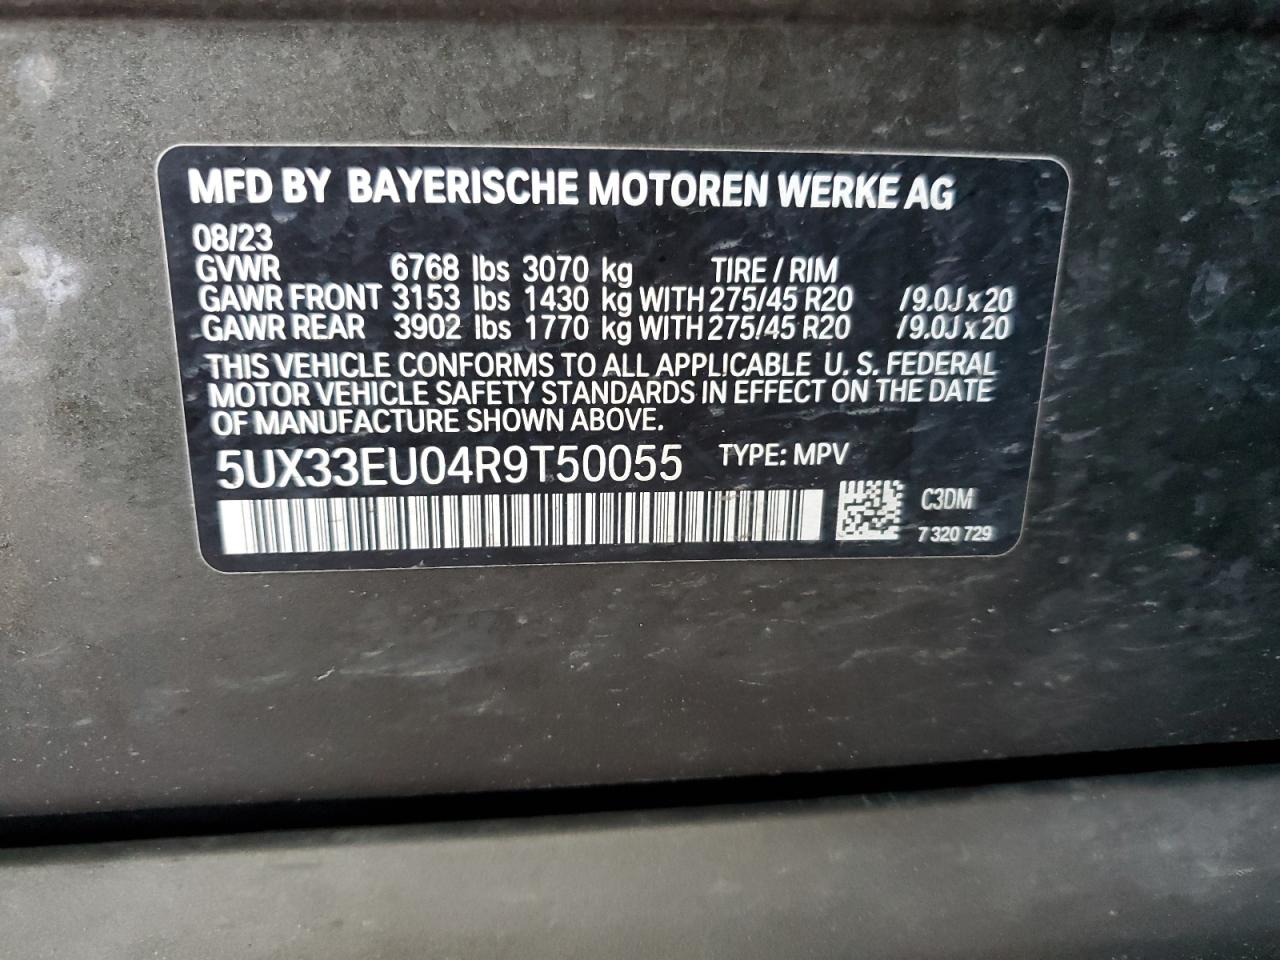 MFD BY BAYERISCHE MOTOREN WERKE AG
08/23
GVWR 6768 lbs 3070 kg TIRE / RIM
GAWR FRONT 3153 lbs 1430 kg WITH 275/45 R20 /9.0J x 20
GAWR REAR 3902 lbs 1770 kg WITH 275/45 R20 /9.0J x 20
THIS VEHICLE CONFORMS TO ALL APPLICABLE U. S. FEDERAL
MOTOR VEHICLE SAFETY STANDARDS IN EFFECT ON THE DATE
OF MANUFACTURE SHOWN ABOVE.
5UX33EU04R9T50055 TYPE: MPV
C3DM
7 320 729